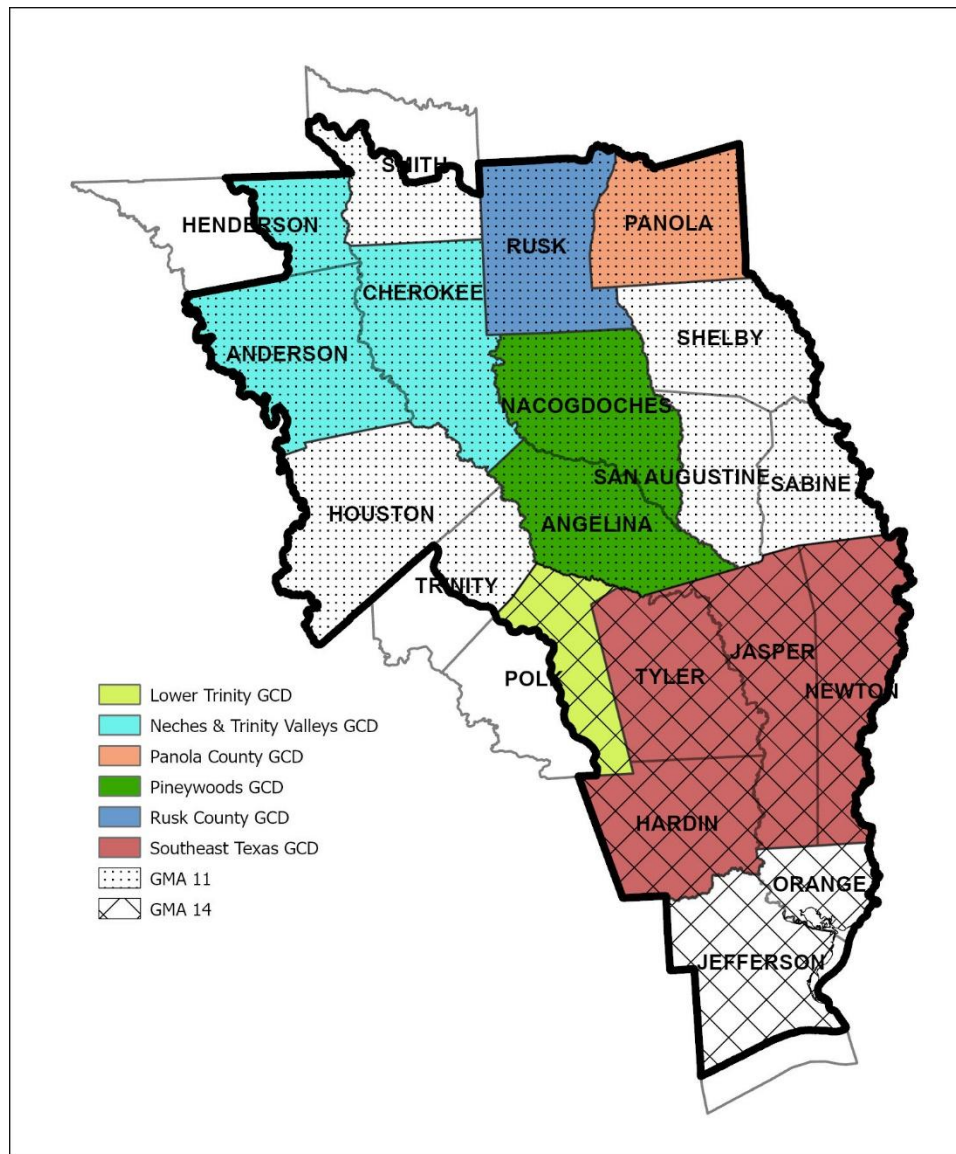 SMITH
HENDERSON
PANOLA
RUSK
CHEROKEE
SHELBY
ANDERSON
NACOGDOCHES
SAN AUGUSTINE
SABINE
HOUSTON
ANGELINA
TRINITY
JASPER
POLK
TYLER
NEWTON
HARDIN
ORANGE
JEFFERSON
Lower Trinity GCD
Neches & Trinity Valleys GCD
Panola County GCD
Pineywoods GCD
Rusk County GCD
Southeast Texas GCD
GMA 11
GMA 14